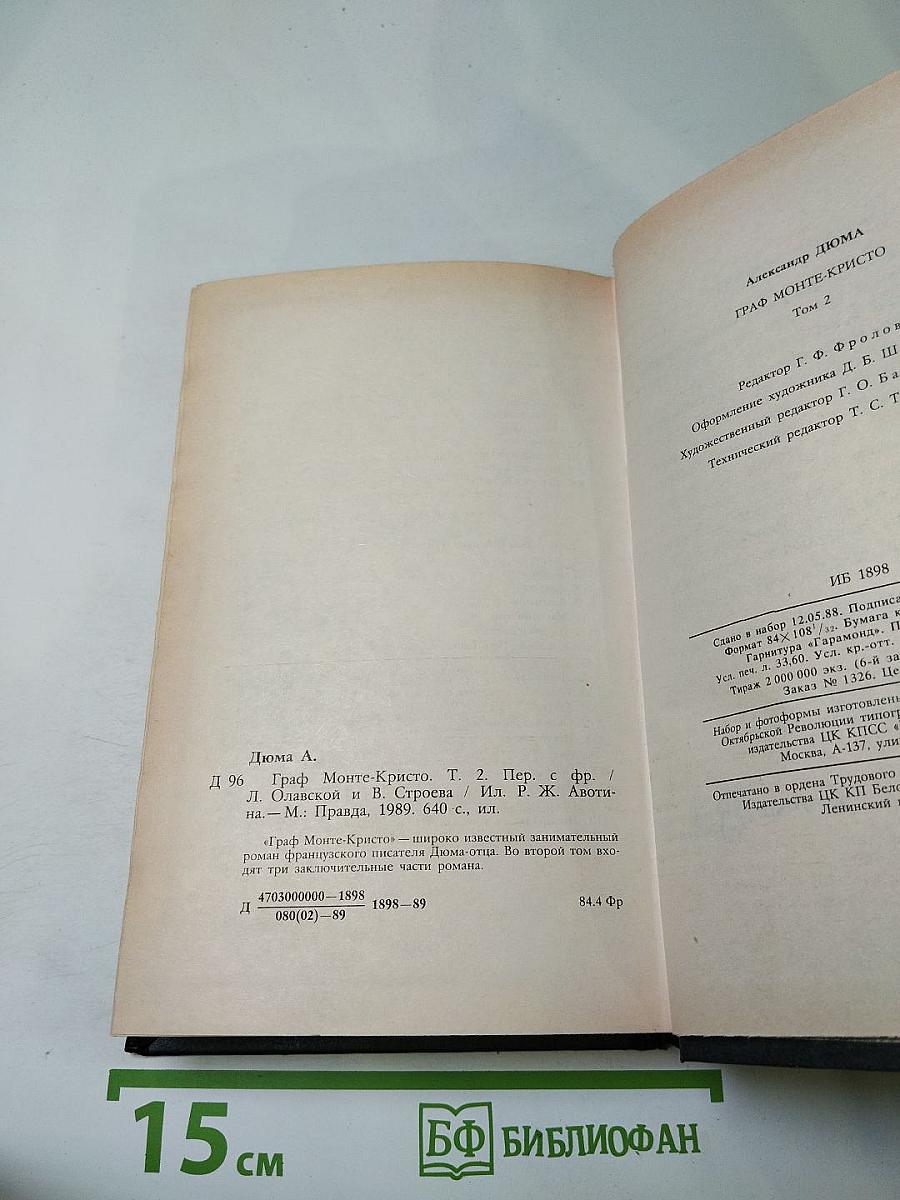 Дюма А.
Д 96 Граф Монте-Кристо. Т. 2. Пер. с фр. /
Л. Олавской и В. Строева / Ил. Р. Ж. Авоти-
на.— М.: Правда, 1989. 640 с., ил.
«Граф Монте-Кристо» — широко известный занимательный
роман французского писателя Дюма-отца. Во второй том вхо-
дят три заключительные части романа.
Д 4703000000—1898
080(02)—89
1898—89
84.4 Фр
Александр ДЮМА
ГРАФ МОНТЕ-КРИСТО
Том 2
Редактор Г. Ф. Фролов
Оформление художника Д. Б. Ш
Художественный редактор Г. О. Ба
Технический редактор Т. С. Т
ИБ 1898
Сдано в набор 12.05.88. Подписа
Формат 84×108 1/32. Бумага к
Гарнитура «Гарамонд». П
Усл. печ. л. 33,60. Усл. кр.-отт.
Тираж 2 000 000 экз. (6-й за
Заказ № 1326. Це
Набор и фотоформы изготовлены
Октябрьской Революции типогр
издательства ЦК КПСС «
Москва, А-137, ули
Отпечатано в ордена Трудового
Издательства ЦК КП Бело
Ленинский
15 см
БФ БИБЛИОФАН